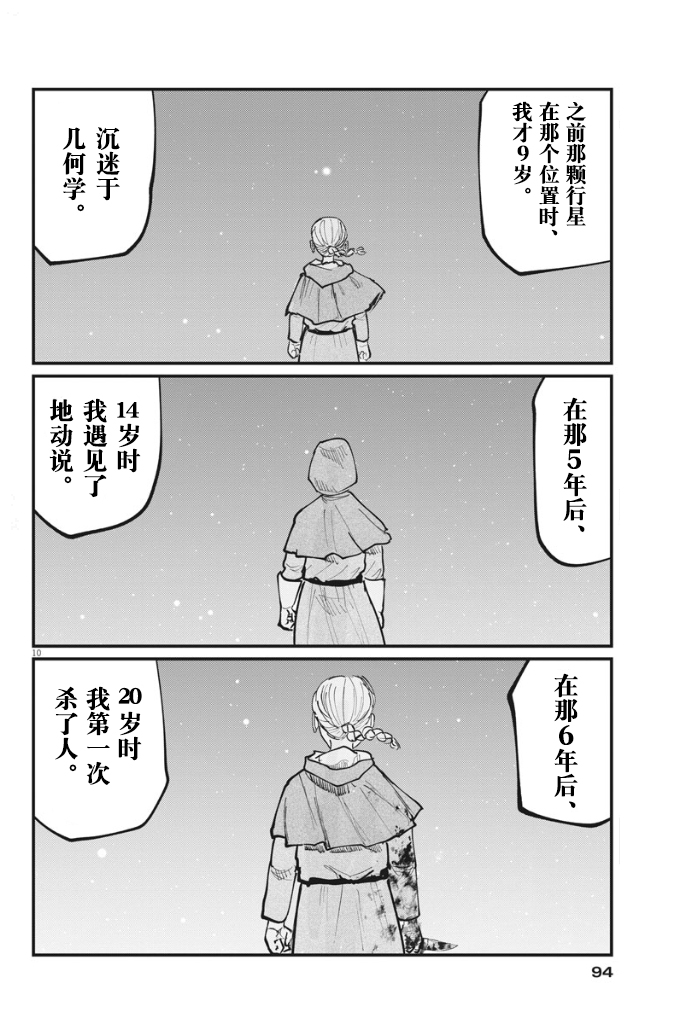 之前那颗行星
在那个位置时、
我才9岁。
沉迷于
几何学。
在那5年后、
14岁时
我遇见了
地动说。
10
在那6年后、
20岁时
我第一次
杀了人。
94